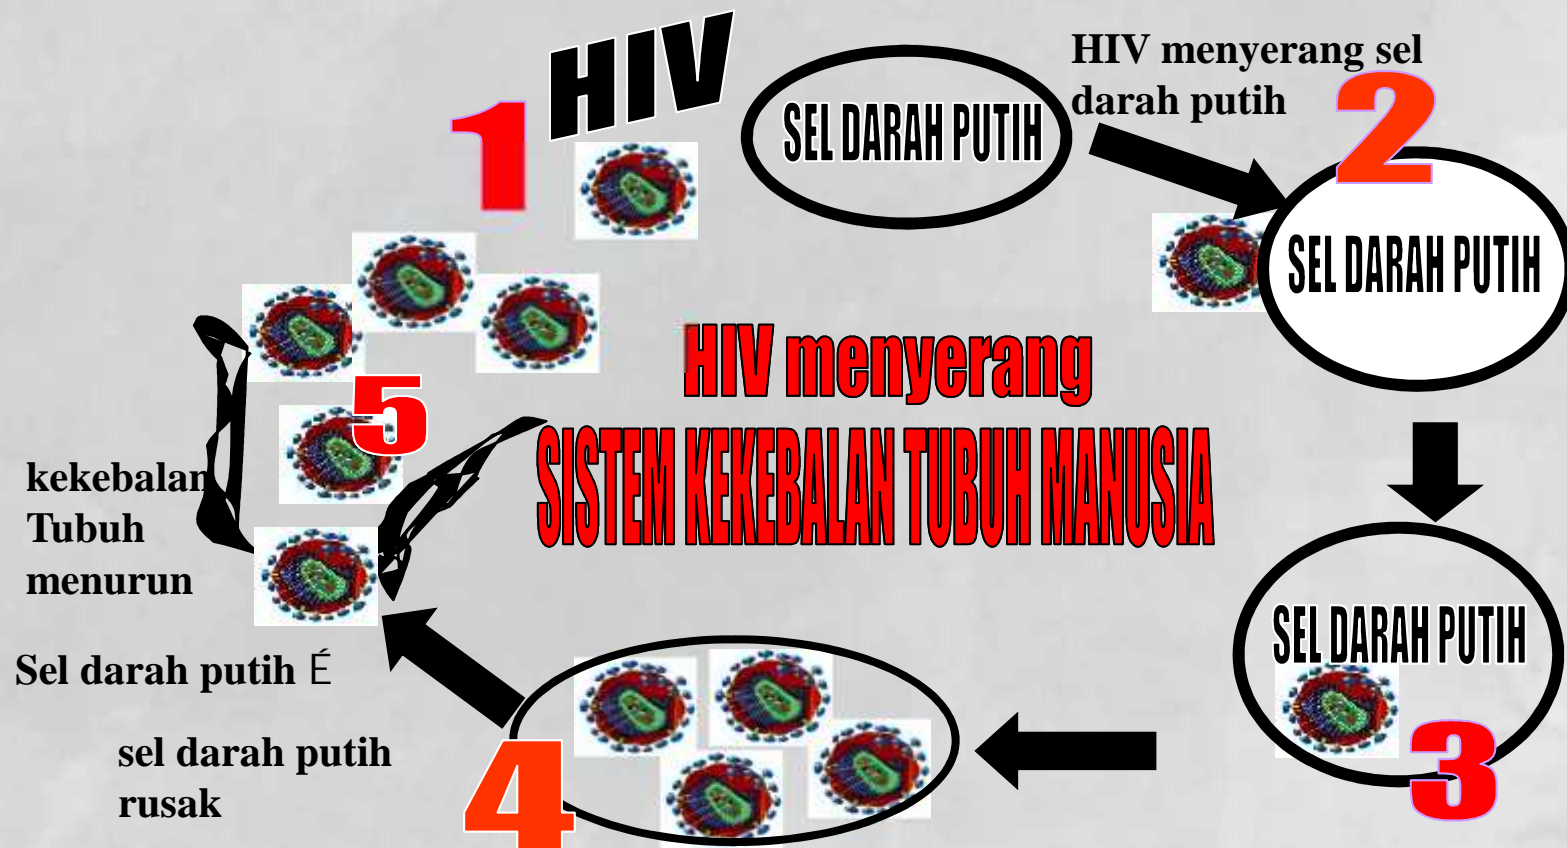 HIV
1
SEL DARAH PUTIH
HIV menyerang sel
darah putih
2
SEL DARAH PUTIH
HIV menyerang
SISTEM KEKEBALAN TUBUH MANUSIA
SEL DARAH PUTIH
3
4
5
kekebalan
Tubuh
menurun
Sel darah putih É
sel darah putih
rusak